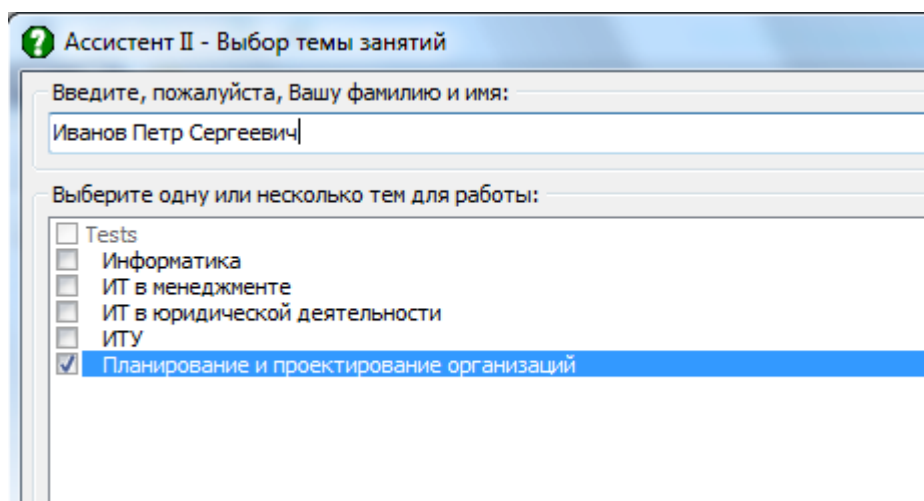 Ассистент II - Выбор темы занятий
Введите, пожалуйста, Вашу фамилию и имя:
Иванов Петр Сергеевич
Выберите одну или несколько тем для работы:
Tests
Информатика
ИТ в менеджменте
ИТ в юридической деятельности
ИТУ
Планирование и проектирование организаций